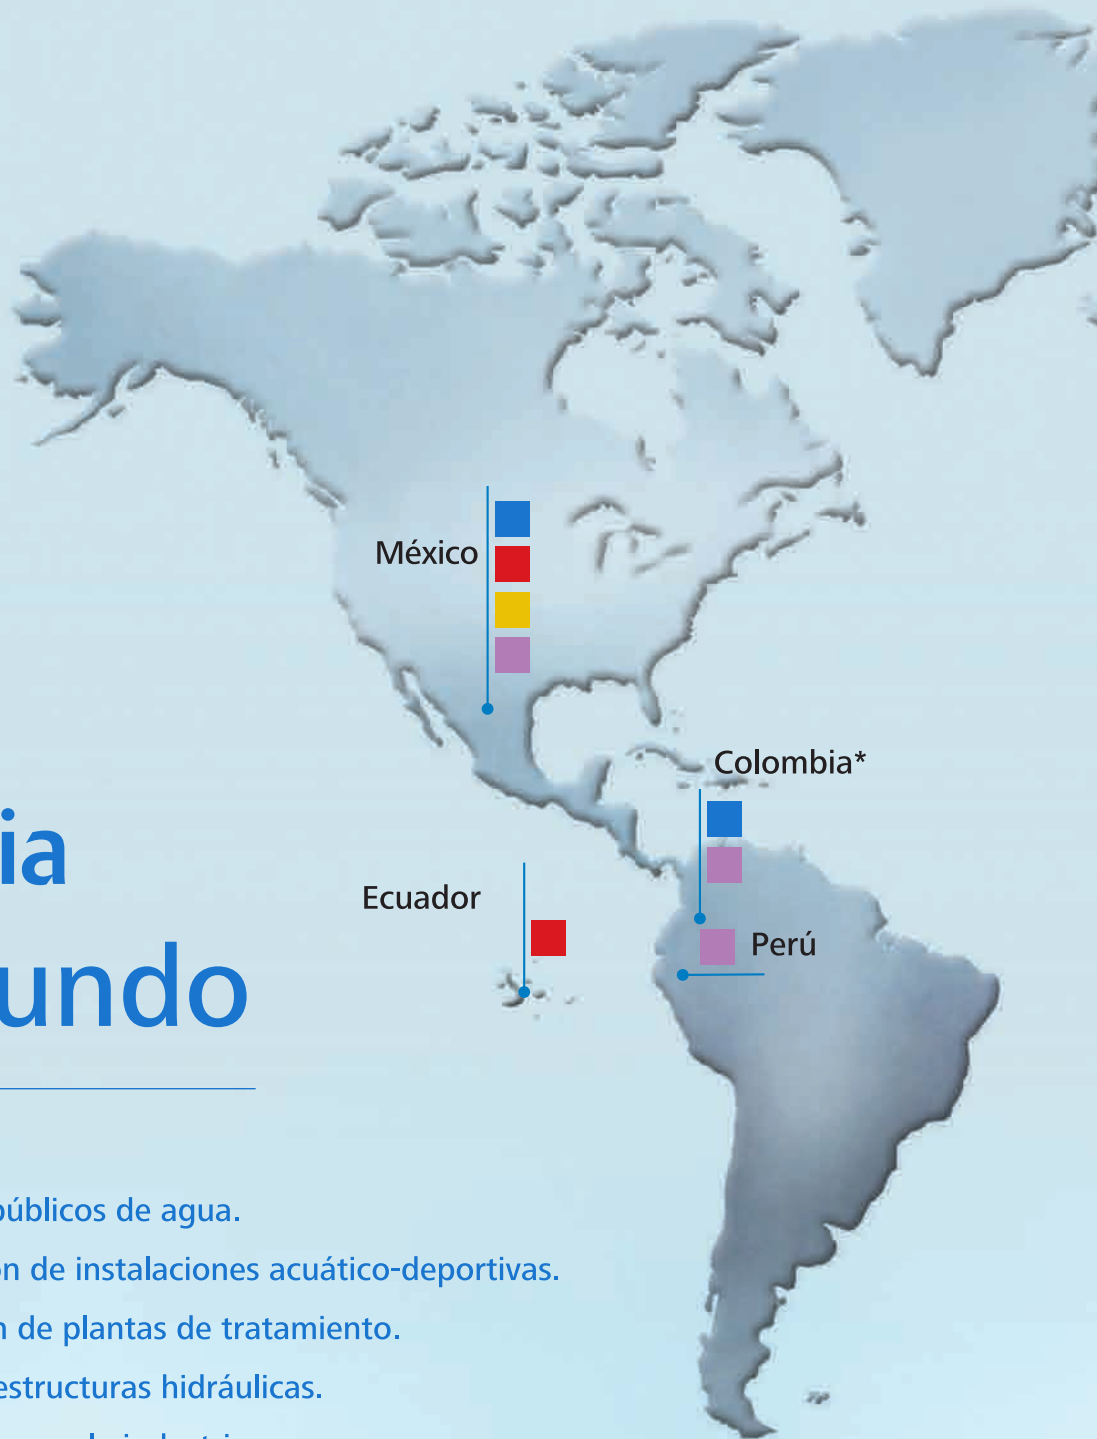 México
Colombia*
Ecuador
Perú
ia
undo
públicos de agua.
ón de instalaciones acuático-deportivas.
n de plantas de tratamiento.
estructuras hidráulicas.